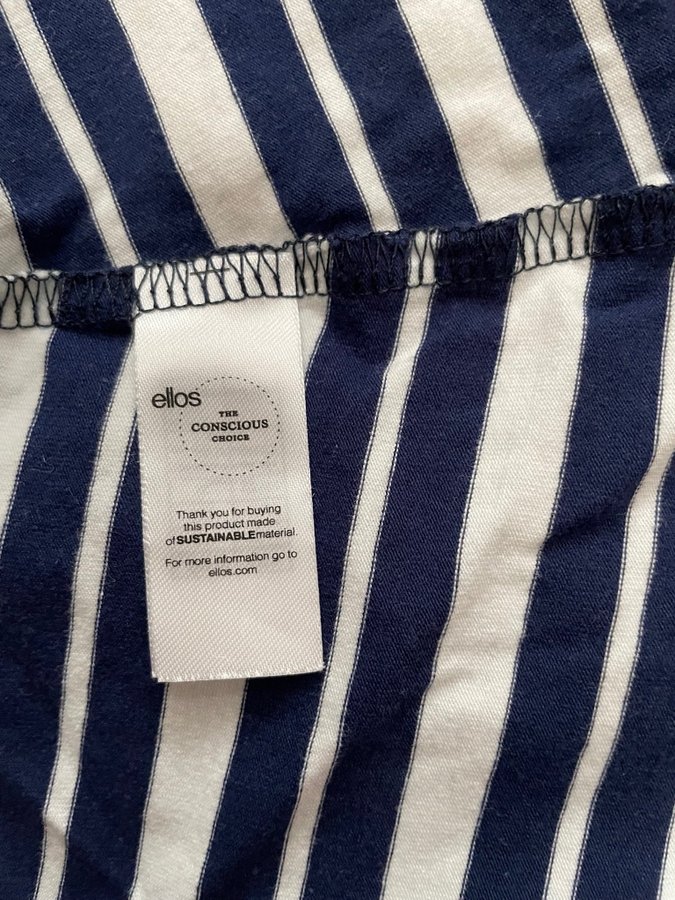 ellos
THE
CONSCIOUS
CHOICE
Thank you for buying
this product made
of SUSTAINABLE material.
For more information go to
ellos.com